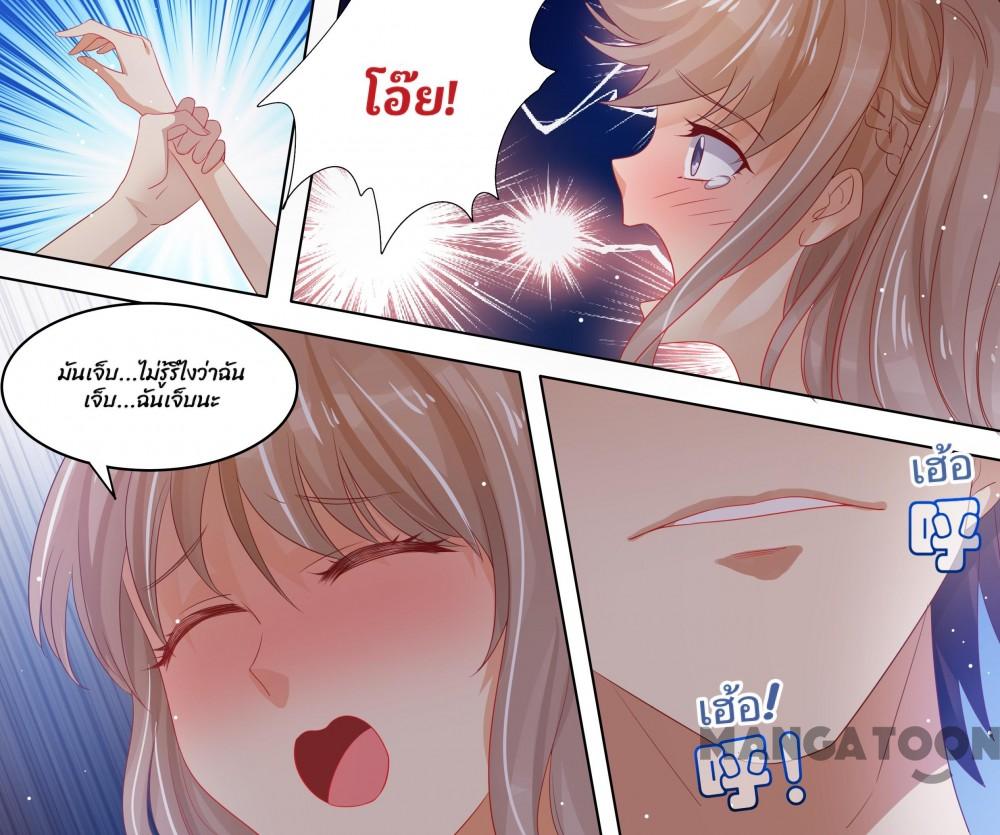 โอ๊ย!
มันเจ็บ...ไม่รู้รึไงว่าฉัน
เจ็บ...ฉันเจ็บนะ
เฮ้อ
呼
เฮ้อ!
呼!
MANGATOON